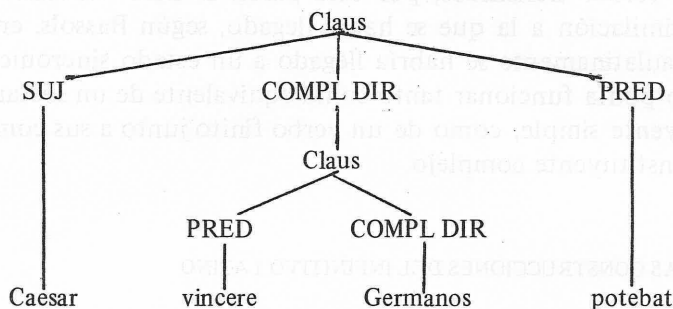 Claus
SUJ COMPL DIR PRED
Claus
PRED COMPL DIR
Caesar vincere Germanos potebat